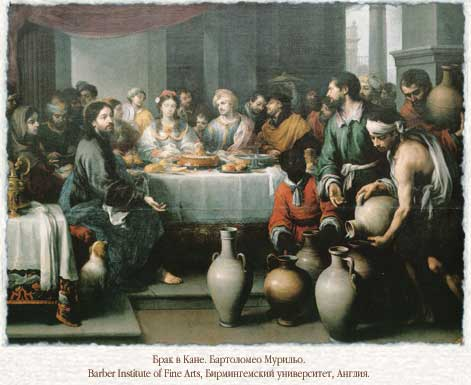 Брак в Кане. Бартоломео Мурильо.
Barber Institute of Fine Arts, Бирмингемский университет, Англия.